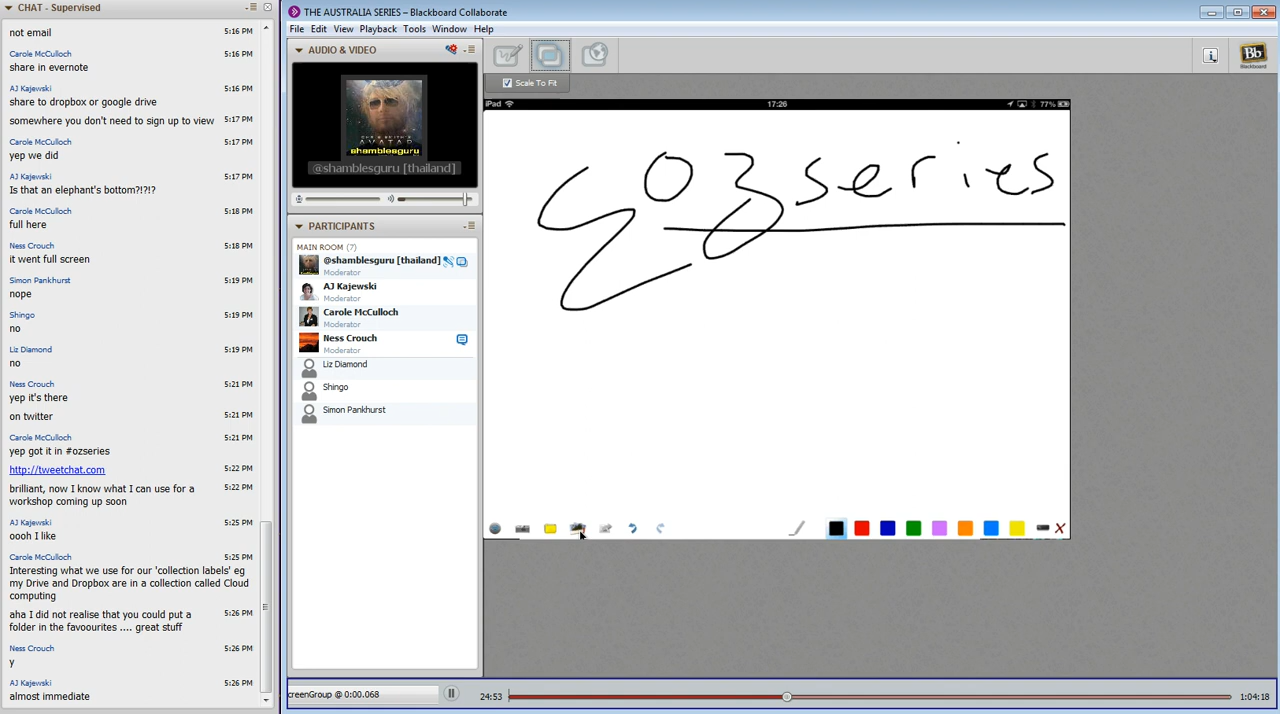 CHAT - Supervised
not email 5:16 PM
Carole McCulloch 5:16 PM
share in evernote
AJ Kajewski 5:16 PM
share to dropbox or google drive
somewhere you don't need to sign up to view 5:17 PM
Carole McCulloch 5:17 PM
yep we did
AJ Kajewski 5:17 PM
Is that an elephant's bottom?!?!?
Carole McCulloch 5:18 PM
full here
Ness Crouch 5:18 PM
it went full screen
Simon Pankhurst 5:19 PM
nope
Shingo 5:19 PM
no
Liz Diamond 5:19 PM
no
Ness Crouch 5:21 PM
yep it's there
on twitter 5:21 PM
Carole McCulloch 5:21 PM
yep got it in #ozseries
http://tweetchat.com 5:22 PM
brilliant, now I know what I can use for a 5:22 PM
workshop coming up soon
AJ Kajewski 5:25 PM
oooh I like
Carole McCulloch 5:25 PM
Interesting what we use for our 'collection labels' eg
my Drive and Dropbox are in a collection called Cloud
computing
aha I did not realise that you could put a 5:26 PM
folder in the favoourites .... great stuff
Ness Crouch 5:26 PM
y
AJ Kajewski 5:26 PM
almost immediate
THE AUSTRALIA SERIES – Blackboard Collaborate
File Edit View Playback Tools Window Help
AUDIO & VIDEO
AVATAR
shamblesguru
@shamblesguru [thailand]
PARTICIPANTS
MAIN ROOM (7)
@shamblesguru [thailand]
Moderator
AJ Kajewski
Moderator
Carole McCulloch
Moderator
Ness Crouch
Moderator
Liz Diamond
Shingo
Simon Pankhurst
Scale To Fit
Bb
Blackboard
iPad 17:26 77%
ozseries
creenGroup @ 0:00.068
24:53
1:04:18